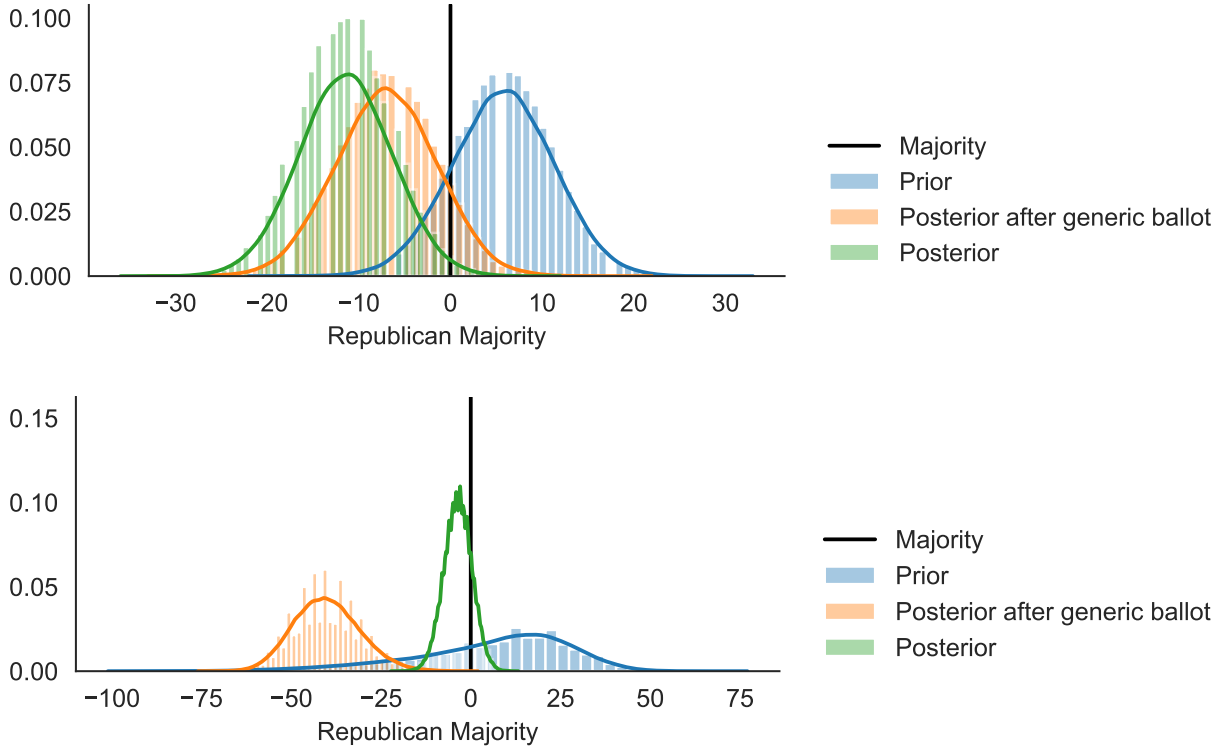 0.100
0.075
0.050
0.025
0.000
−30 −20 −10 0 10 20 30
Republican Majority
Majority
Prior
Posterior after generic ballot
Posterior
0.15
0.10
0.05
0.00
−100 −75 −50 −25 0 25 50 75
Republican Majority
Majority
Prior
Posterior after generic ballot
Posterior